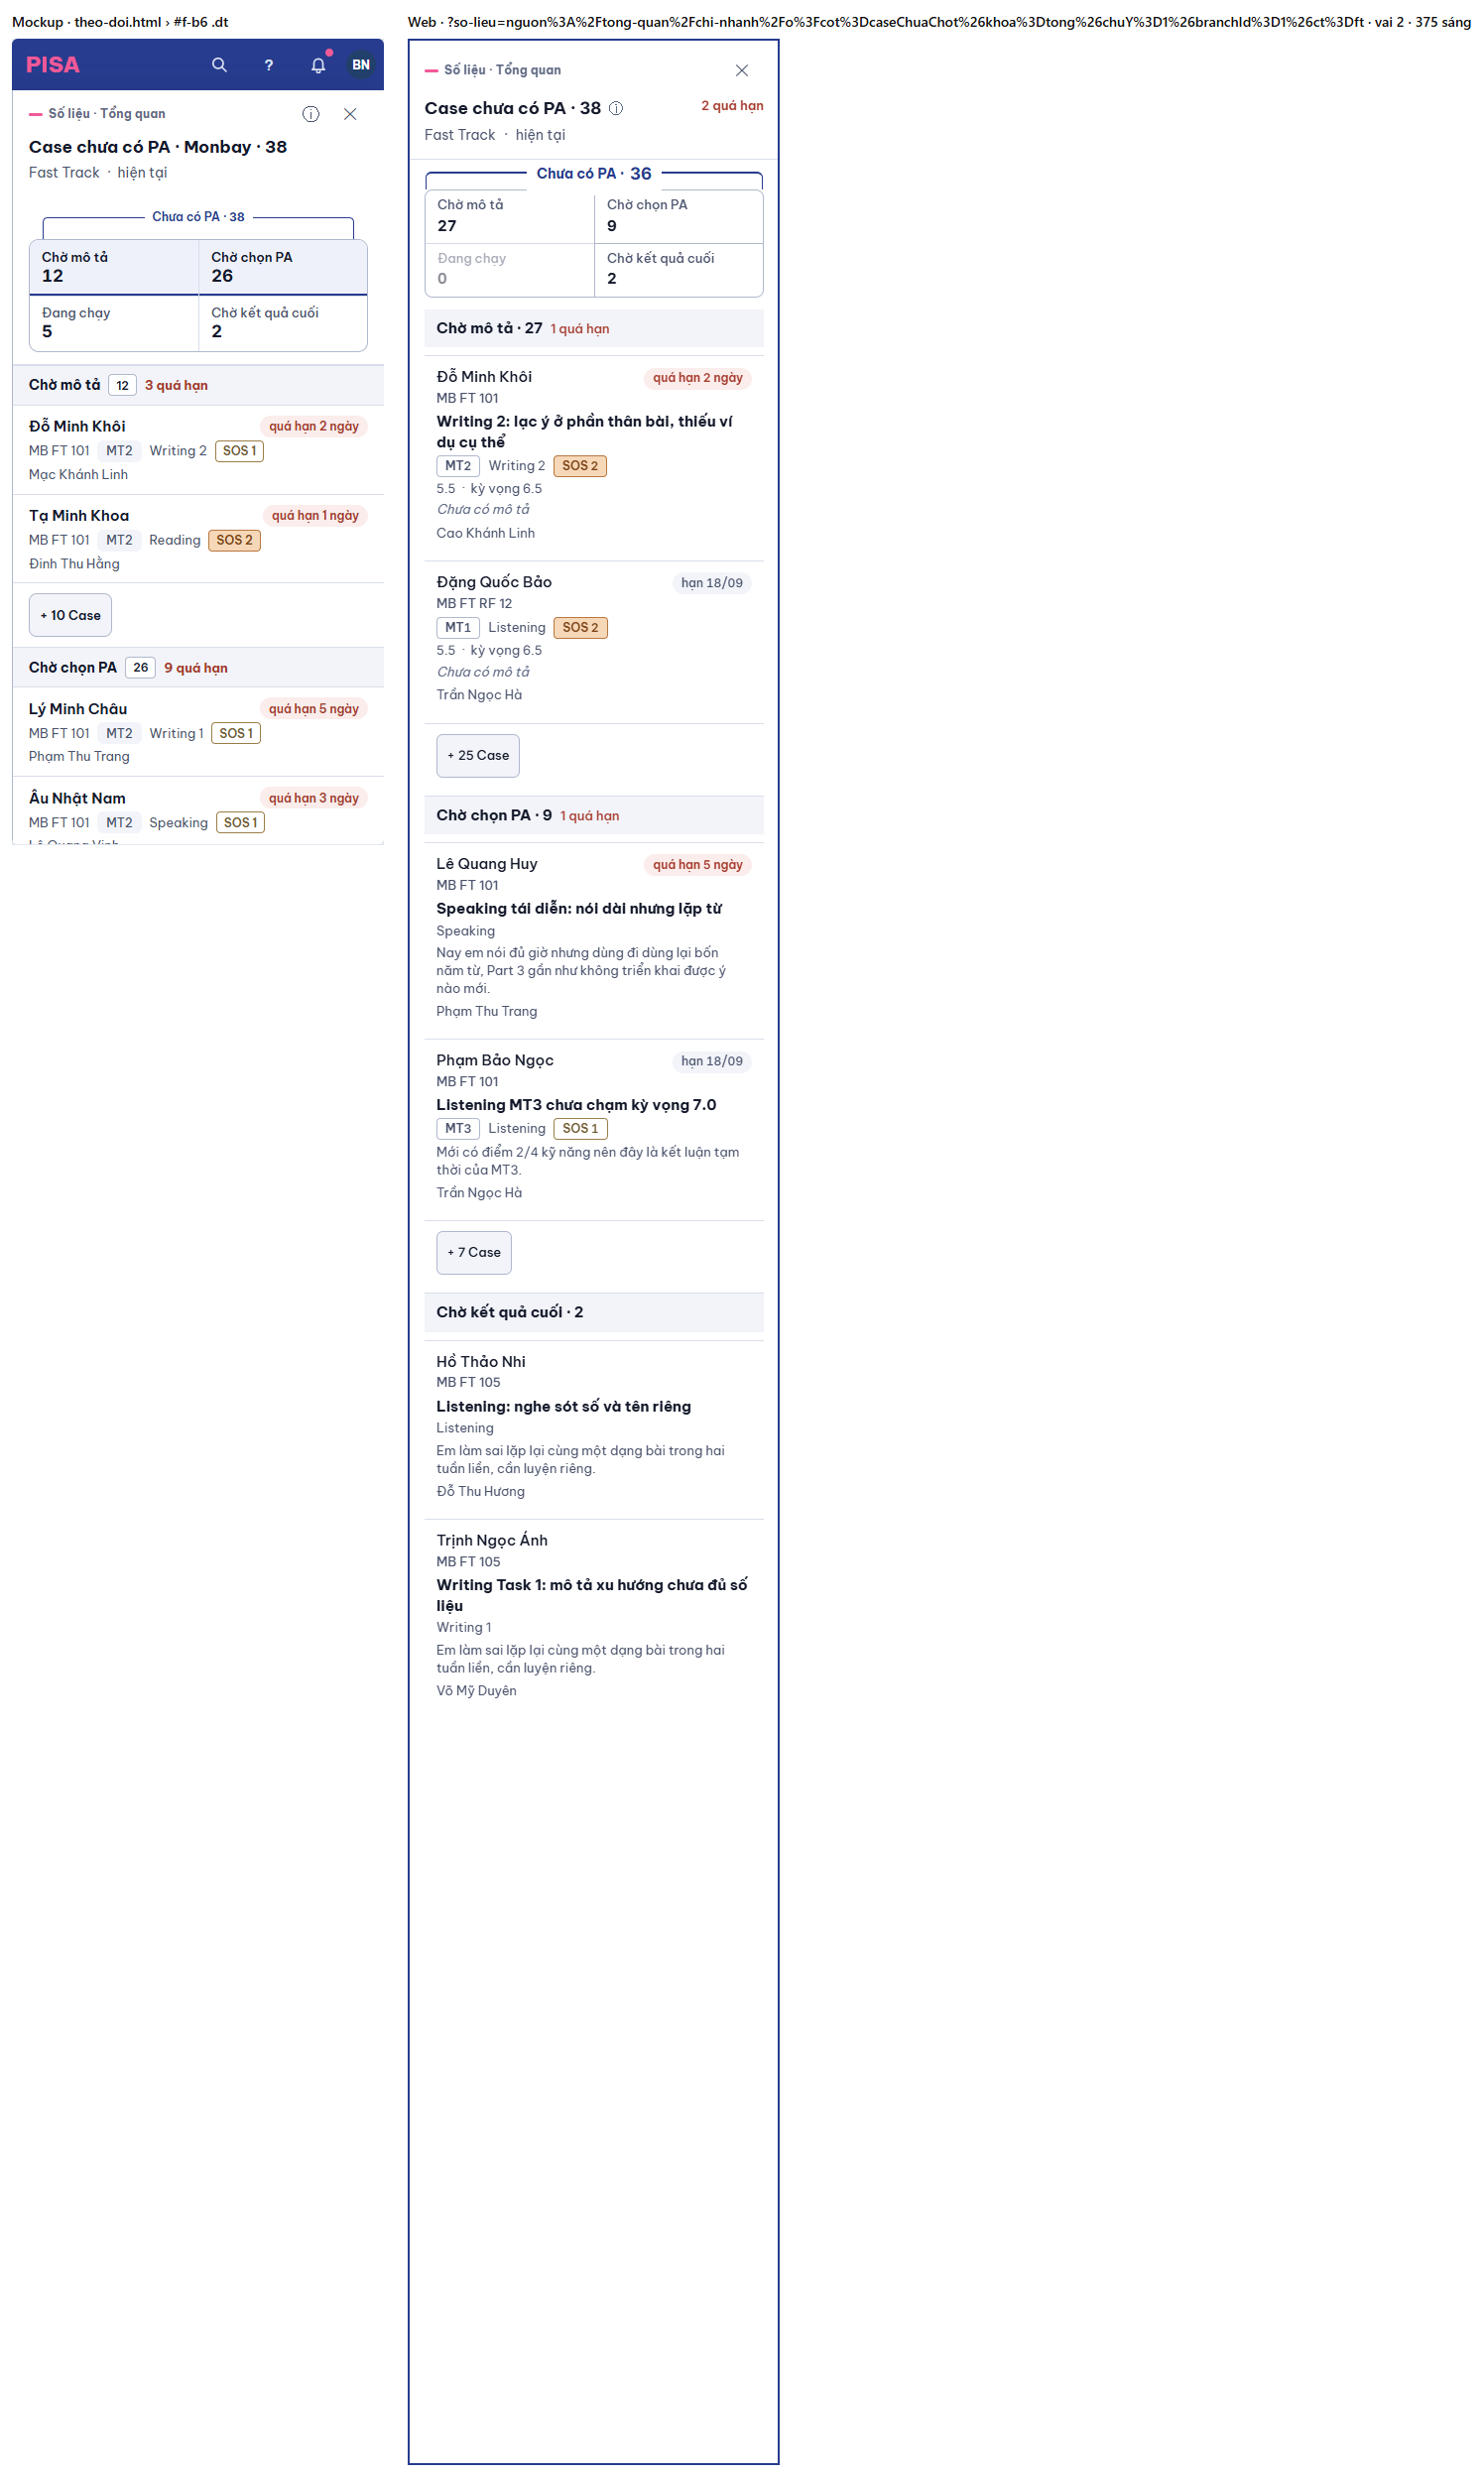 Mockup · theo-doi.html › #f-b6 .dt
PISA
?
BN
Số liệu · Tổng quan
Case chưa có PA · Monbay · 38
Fast Track · hiện tại
Chưa có PA · 38
Chờ mô tả
12
Chờ chọn PA
26
Đang chạy
5
Chờ kết quả cuối
2
Chờ mô tả 12 3 quá hạn
Đỗ Minh Khôi quá hạn 2 ngày
MB FT 101 MT2 Writing 2 SOS 1
Mạc Khánh Linh
Tạ Minh Khoa quá hạn 1 ngày
MB FT 101 MT2 Reading SOS 2
Đinh Thu Hằng
+ 10 Case
Chờ chọn PA 26 9 quá hạn
Lý Minh Châu quá hạn 5 ngày
MB FT 101 MT2 Writing 1 SOS 1
Phạm Thu Trang
Âu Nhật Nam quá hạn 3 ngày
MB FT 101 MT2 Speaking SOS 1
Lê Quang Vinh
Web · ?so-lieu=nguon%3A%2Ftong-quan%2Fchi-nhanh%2Fo%3Fcot%3DcaseChuaChot%26khoa%3Dtong%26chuY%3D1%26branchId%3D1%26ct%3Dft · vai 2 · 375 sáng
Số liệu · Tổng quan
Case chưa có PA · 38 2 quá hạn
Fast Track · hiện tại
Chưa có PA · 36
Chờ mô tả
27
Chờ chọn PA
9
Đang chạy
0
Chờ kết quả cuối
2
Chờ mô tả · 27 1 quá hạn
Đỗ Minh Khôi quá hạn 2 ngày
MB FT 101
Writing 2: lạc ý ở phần thân bài, thiếu ví
dụ cụ thể
MT2 Writing 2 SOS 2
5.5 · kỳ vọng 6.5
Chưa có mô tả
Cao Khánh Linh
Đặng Quốc Bảo hạn 18/09
MB FT RF 12
MT1 Listening SOS 2
5.5 · kỳ vọng 6.5
Chưa có mô tả
Trần Ngọc Hà
+ 25 Case
Chờ chọn PA · 9 1 quá hạn
Lê Quang Huy quá hạn 5 ngày
MB FT 101
Speaking tái diễn: nói dài nhưng lặp từ
Speaking
Nay em nói đủ giờ nhưng dùng đi dùng lại bốn
năm từ, Part 3 gần như không triển khai được ý
nào mới.
Phạm Thu Trang
Phạm Bảo Ngọc hạn 18/09
MB FT 101
Listening MT3 chưa chạm kỳ vọng 7.0
MT3 Listening SOS 1
Mới có điểm 2/4 kỹ năng nên đây là kết luận tạm
thời của MT3.
Trần Ngọc Hà
+ 7 Case
Chờ kết quả cuối · 2
Hồ Thảo Nhi
MB FT 105
Listening: nghe sót số và tên riêng
Listening
Em làm sai lặp lại cùng một dạng bài trong hai
tuần liền, cần luyện riêng.
Đỗ Thu Hương
Trịnh Ngọc Ánh
MB FT 105
Writing Task 1: mô tả xu hướng chưa đủ số
liệu
Writing 1
Em làm sai lặp lại cùng một dạng bài trong hai
tuần liền, cần luyện riêng.
Võ Mỹ Duyên